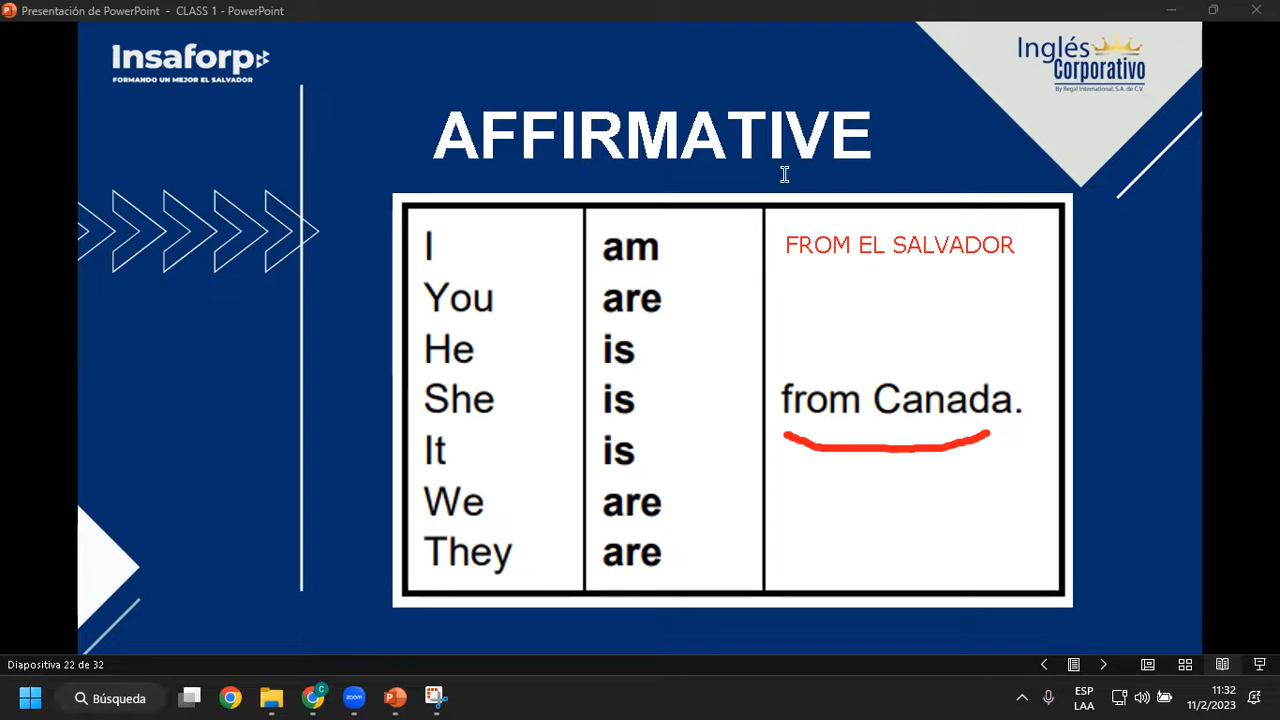 Presentación de PowerPoint - CLASS 1 - PowerPoint
Insaforp
FORMANDO UN MEJOR EL SALVADOR
Inglés
Corporativo
By Regal International, S.A. de C.V.
AFFIRMATIVE
I am FROM EL SALVADOR
You are
He is
She is from Canada.
It is
We are
They are
Diapositiva 22 de 32
Búsqueda
C
zoom
P
ESP
LAA
11:32
11/2/2023